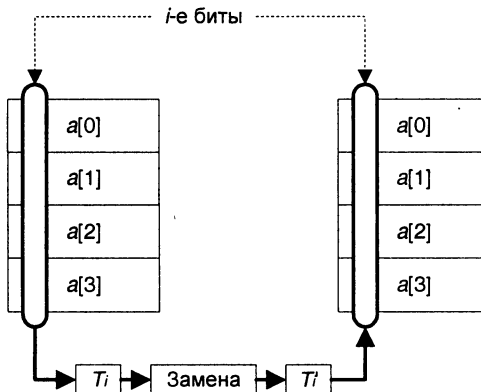 i-е биты
a[0] a[0]
a[1] a[1]
a[2] a[2]
a[3] a[3]
Ti Замена Ti'